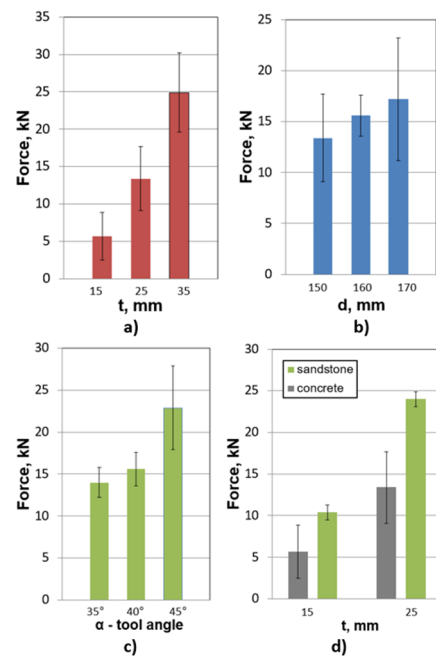 35
30
25
20
15
10
5
0
Force, kN
15 25 35
t, mm
a)
25
20
15
10
5
0
Force, kN
150 160 170
d, mm
b)
30
25
20
15
10
5
0
Force, kN
35° 40° 45°
α - tool angle
c)
30
25
20
15
10
5
0
Force, kN
sandstone
concrete
15 25
t, mm
d)